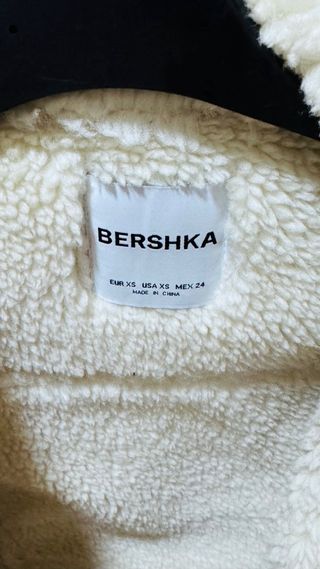 BERSHKA
EUR XS USA XS MEX 24
MADE IN CHINA